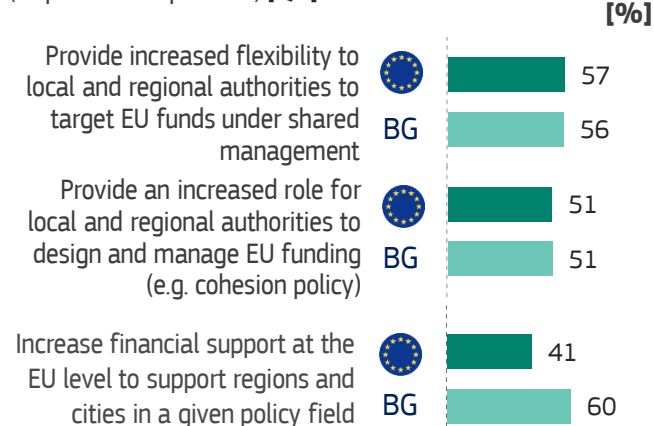 [%]
Provide increased flexibility to
local and regional authorities to
target EU funds under shared
management
57
BG
56
Provide an increased role for
local and regional authorities to
design and manage EU funding
(e.g. cohesion policy)
51
BG
51
Increase financial support at the
EU level to support regions and
cities in a given policy field
41
BG
60